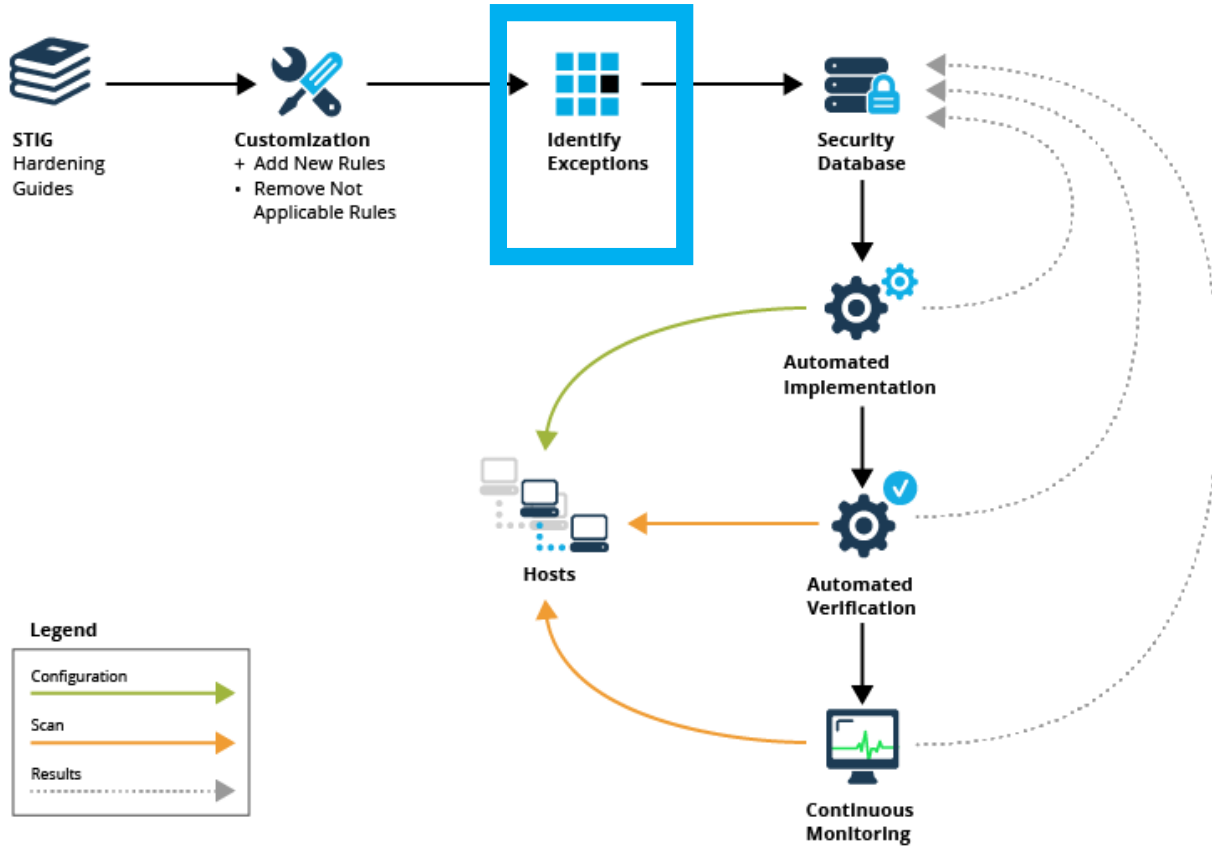 STIG
Hardening
Guides
Customization
+ Add New Rules
• Remove Not
Applicable Rules
Identify
Exceptions
Security
Database
Automated
Implementation
Hosts
Automated
Verification
Legend
Configuration
Scan
Results
Continuous
Monitoring